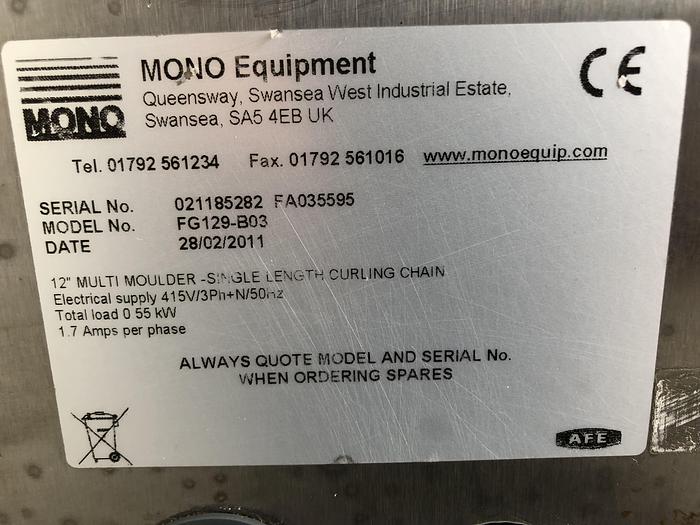 MONO
MONO Equipment
Queensway, Swansea West Industrial Estate,
Swansea, SA5 4EB UK
CE
Tel. 01792 561234 Fax. 01792 561016 www.monoequip.com
SERIAL No. 021185282 FA035595
MODEL No. FG129-B03
DATE 28/02/2011
12" MULTI MOULDER -SINGLE LENGTH CURLING CHAIN
Electrical supply 415V/3Ph+N/50Hz
Total load 0 55 kW
1.7 Amps per phase
ALWAYS QUOTE MODEL AND SERIAL No.
WHEN ORDERING SPARES
AFE